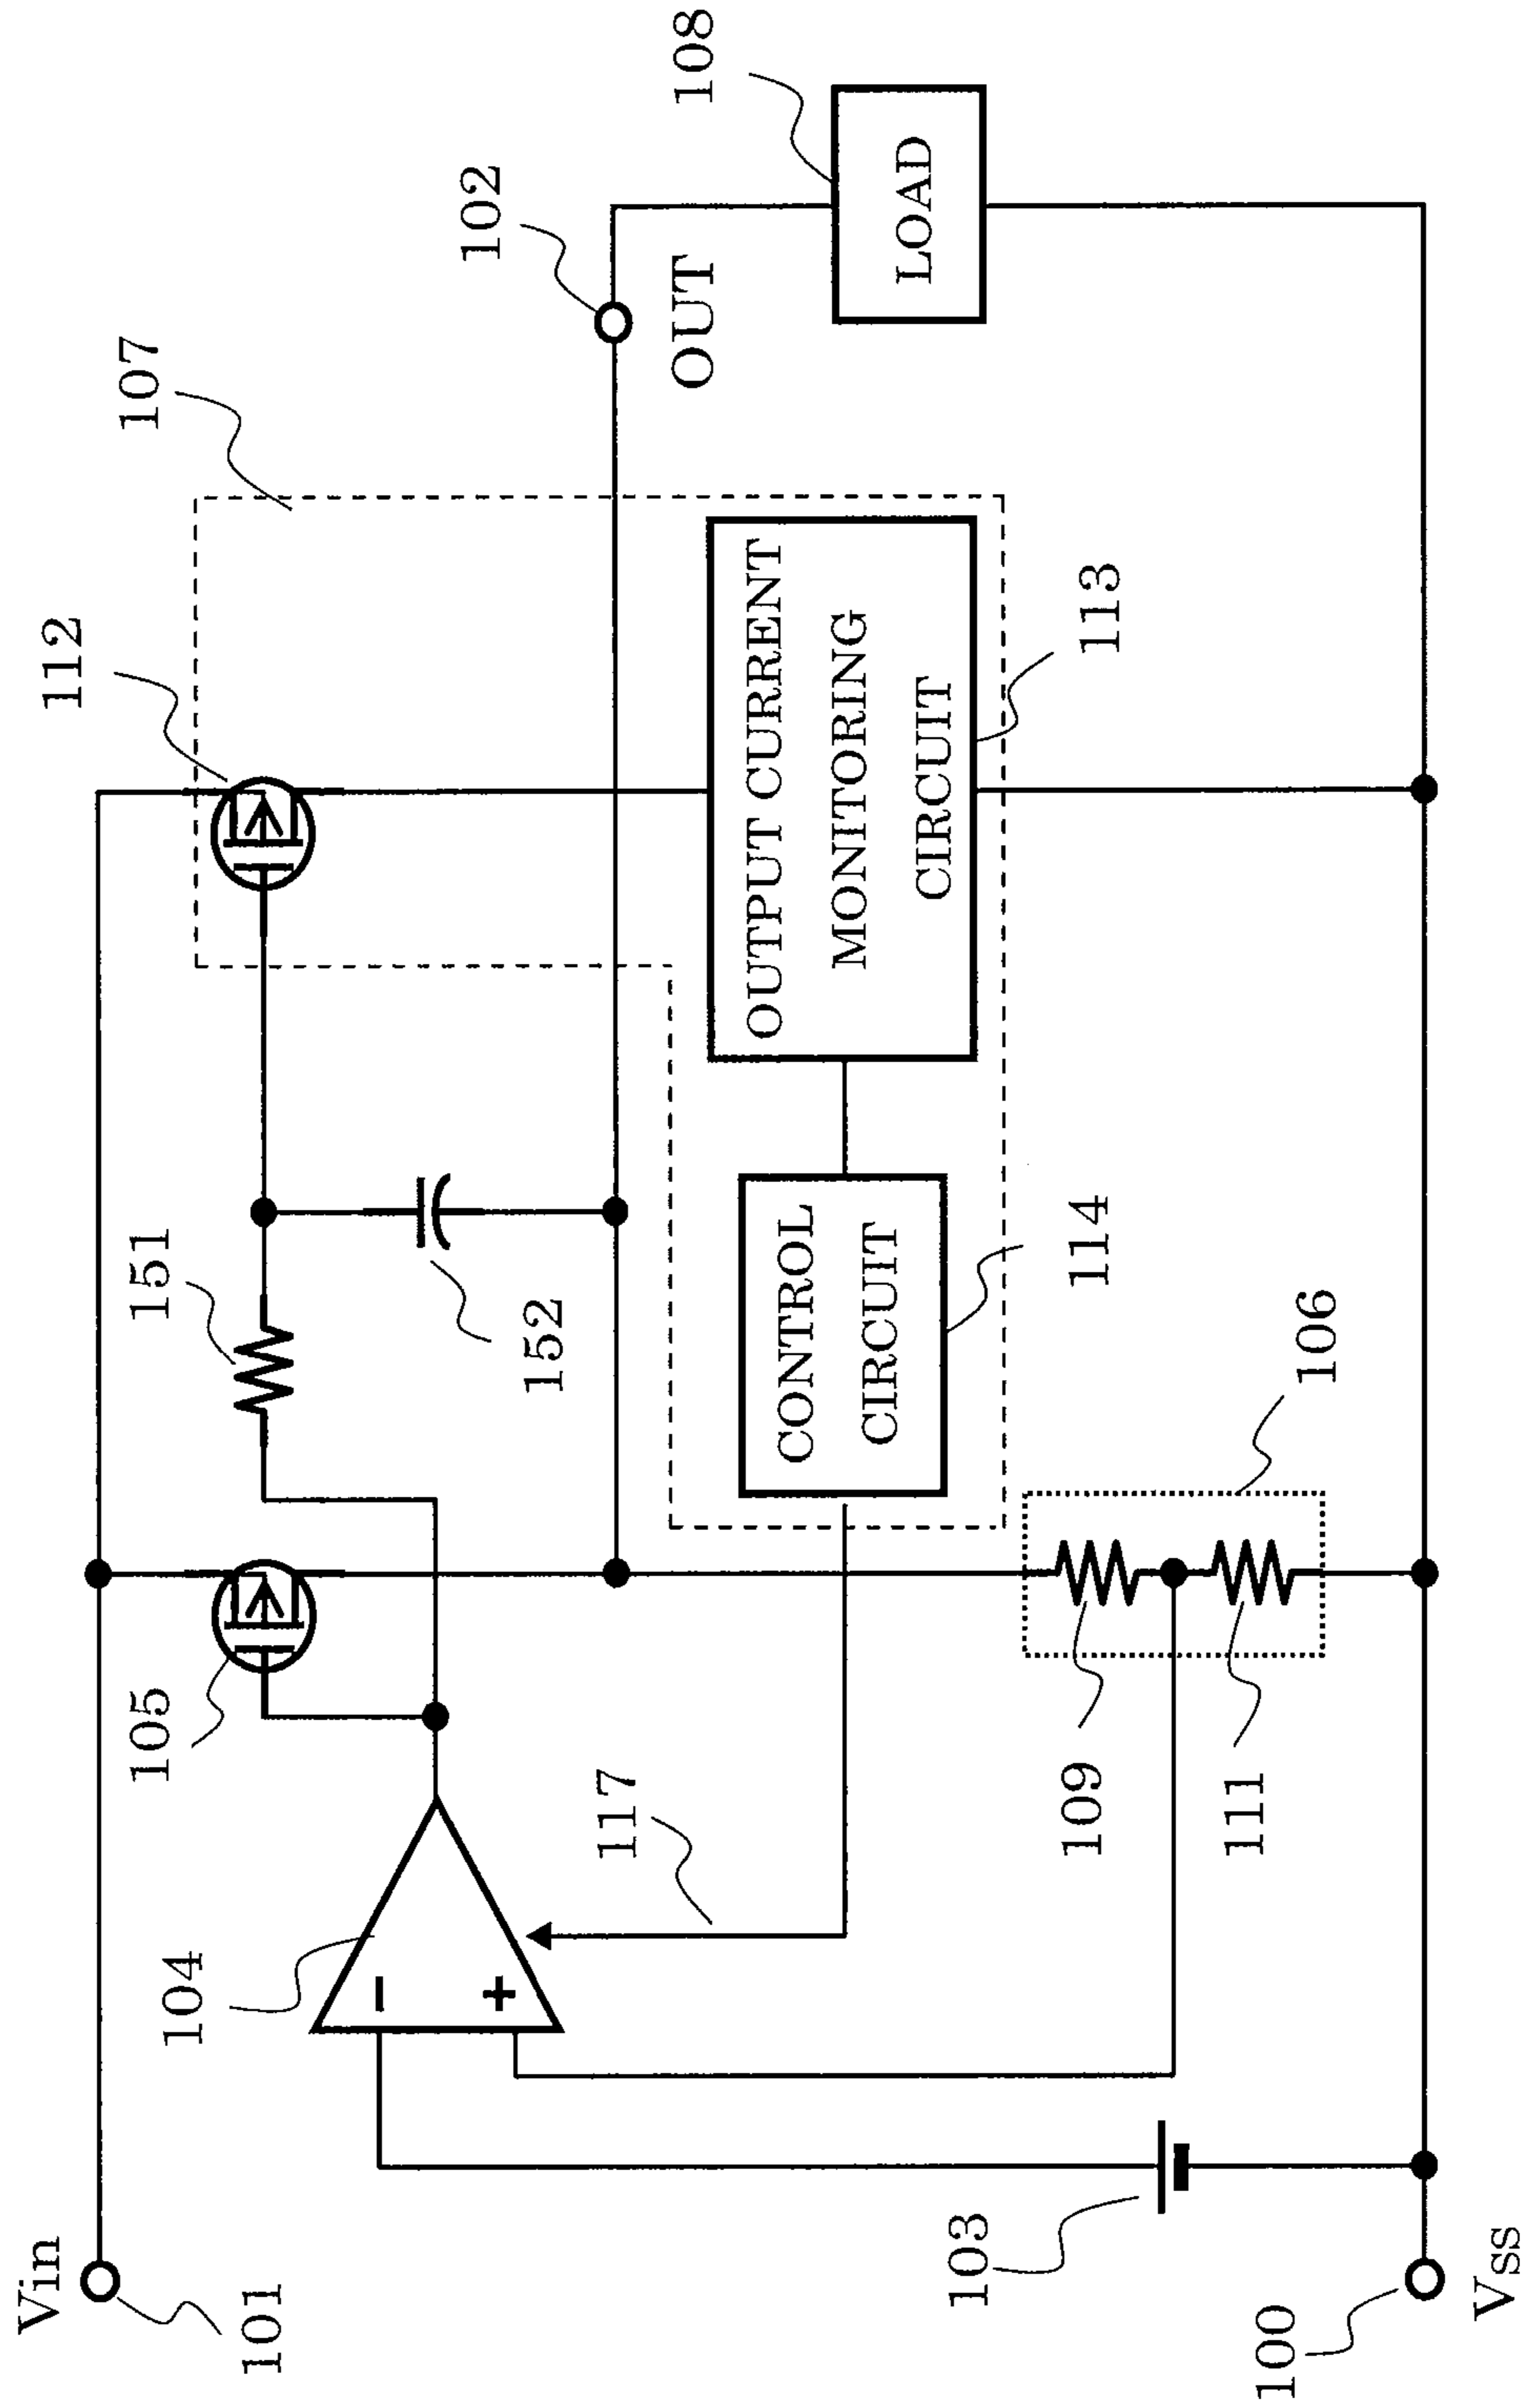 Vin
101
104
105
151
112
107
102
108
152
117
OUT
OUTPUT CURRENT
MONITORING
CIRCUIT
CONTROL
CIRCUIT
LOAD
114
113
103
109
111
106
100
VSS
−
+